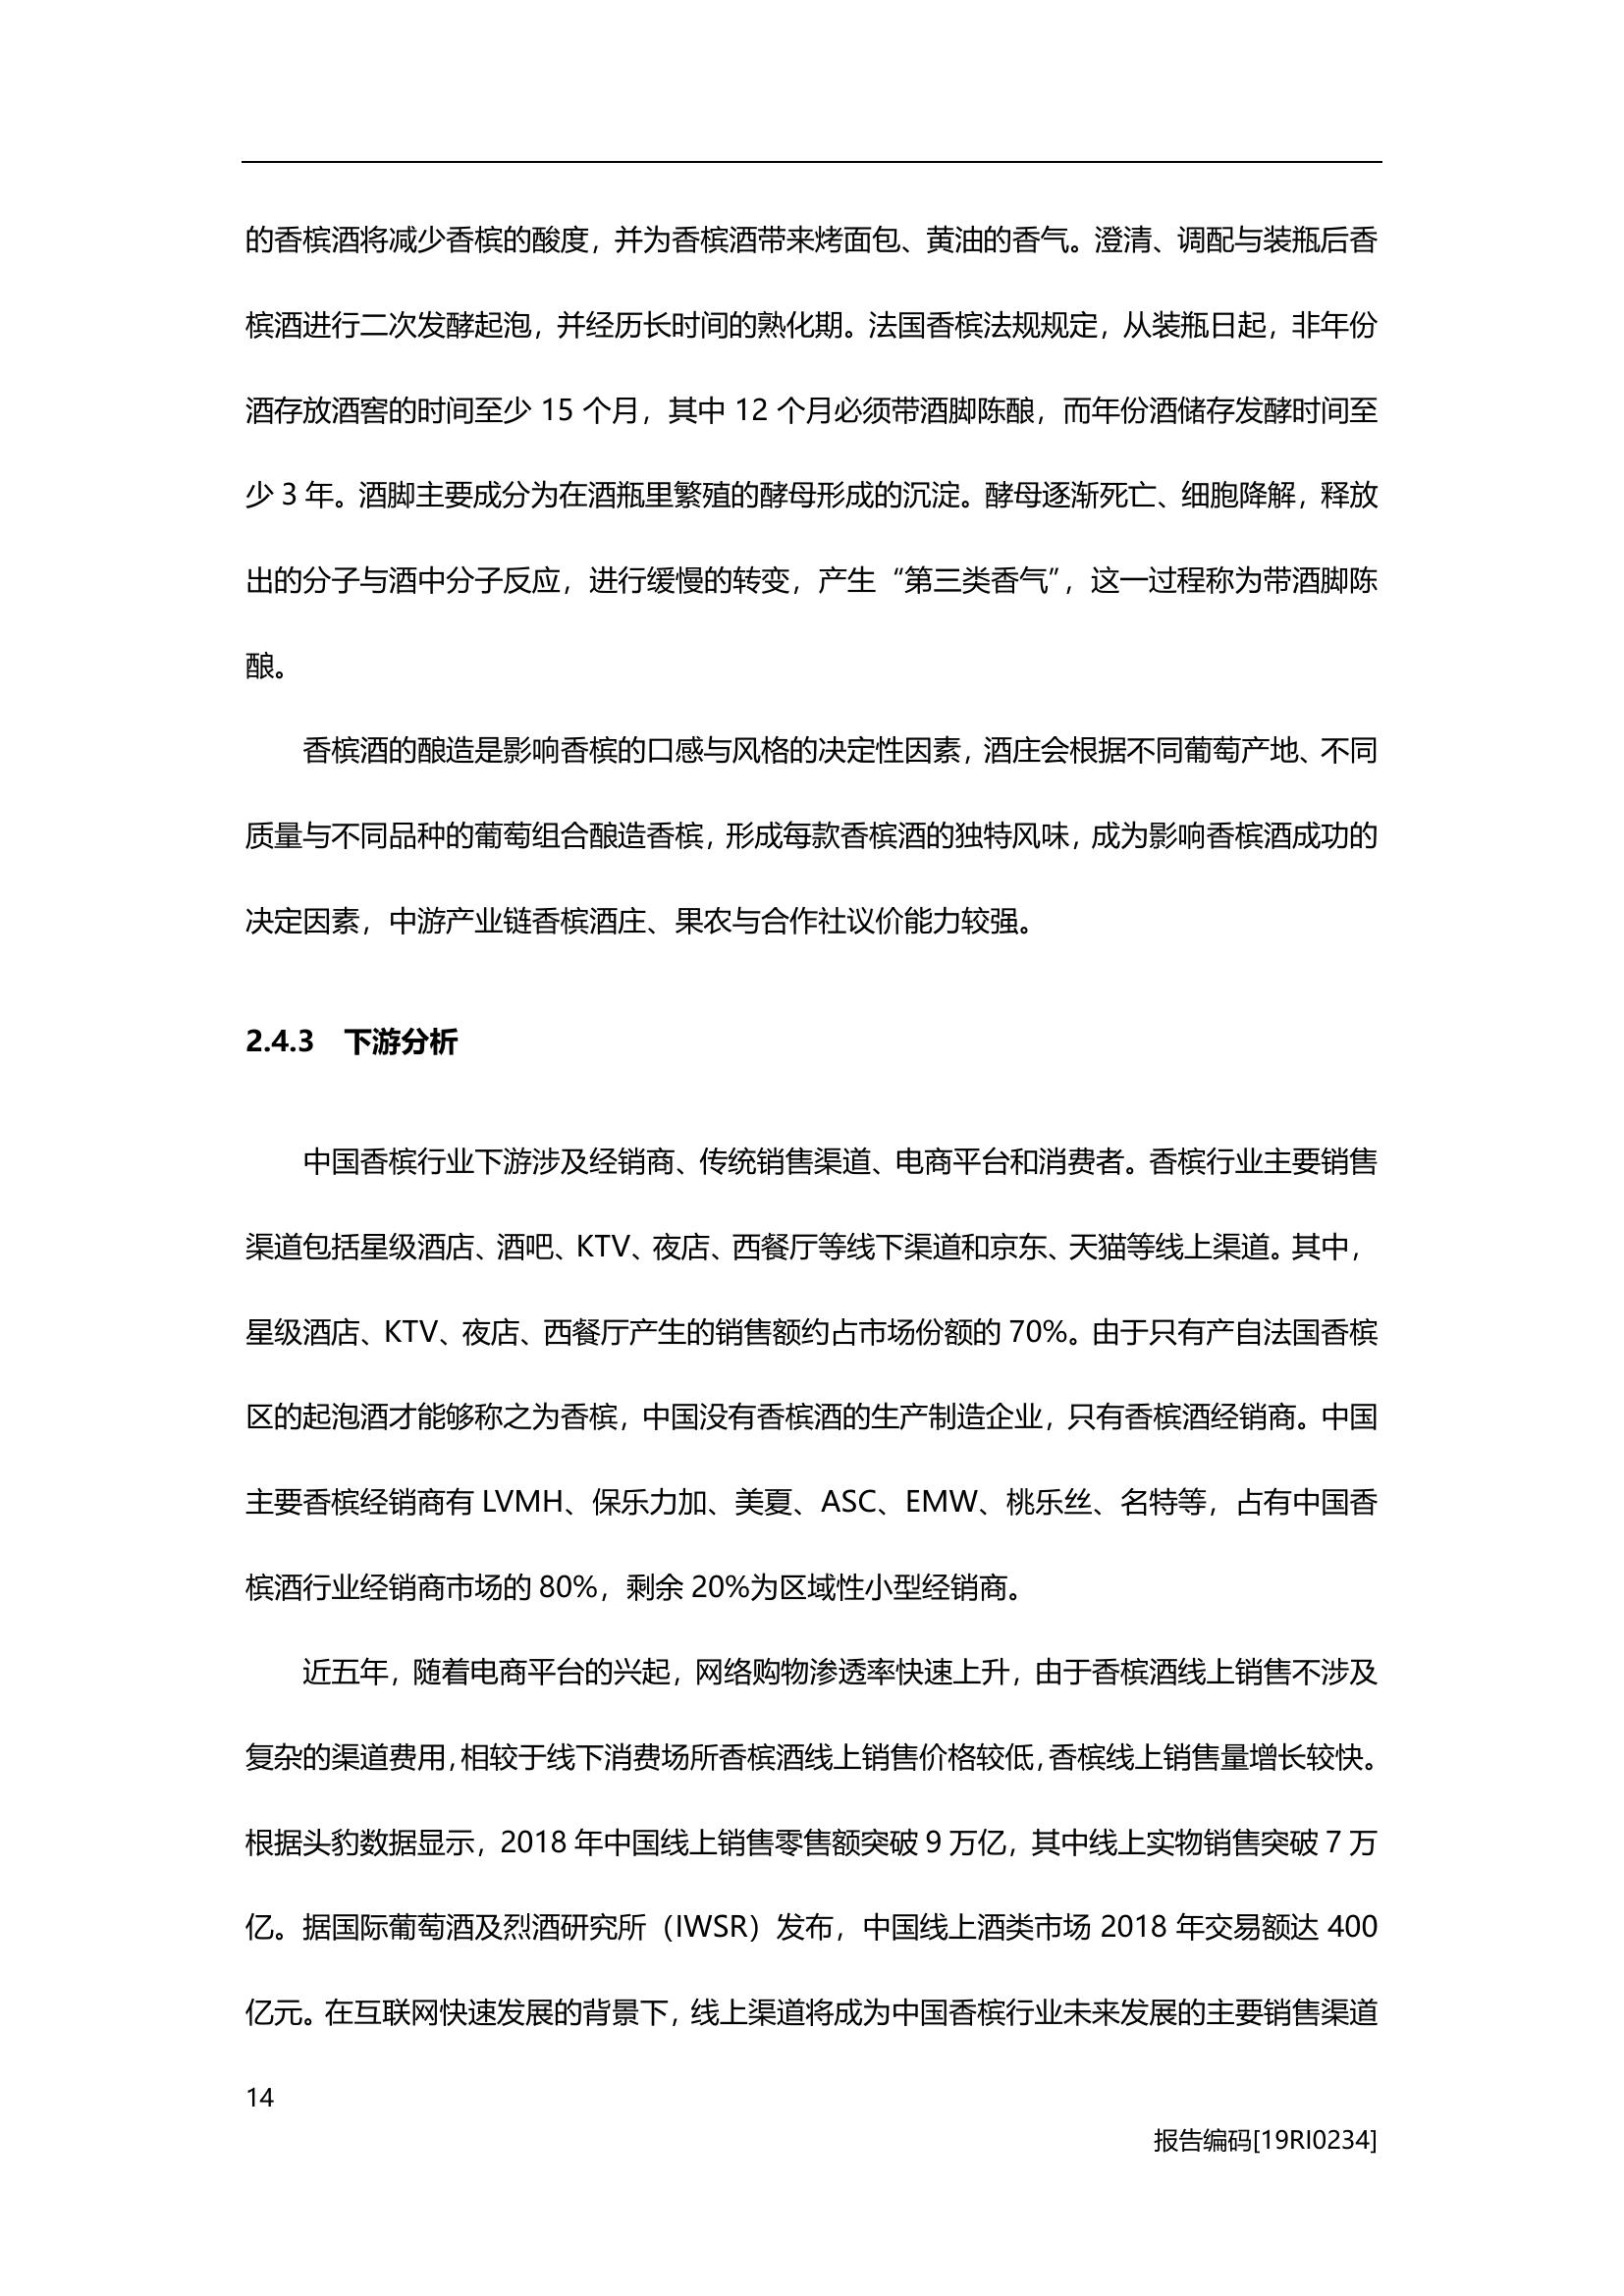 的香槟酒将减少香槟的酸度，并为香槟酒带来烤面包、黄油的香气。澄清、调配与装瓶后香
槟酒进行二次发酵起泡，并经历长时间的熟化期。法国香槟法规规定，从装瓶日起，非年份
酒存放酒窖的时间至少 15 个月，其中 12 个月必须带酒脚陈酿，而年份酒储存发酵时间至
少 3 年。酒脚主要成分为在酒瓶里繁殖的酵母形成的沉淀。酵母逐渐死亡、细胞降解，释放
出的分子与酒中分子反应，进行缓慢的转变，产生“第三类香气”，这一过程称为带酒脚陈
酿。
香槟酒的酿造是影响香槟的口感与风格的决定性因素，酒庄会根据不同葡萄产地、不同
质量与不同品种的葡萄组合酿造香槟，形成每款香槟酒的独特风味，成为影响香槟酒成功的
决定因素，中游产业链香槟酒庄、果农与合作社议价能力较强。
2.4.3 下游分析
中国香槟行业下游涉及经销商、传统销售渠道、电商平台和消费者。香槟行业主要销售
渠道包括星级酒店、酒吧、KTV、夜店、西餐厅等线下渠道和京东、天猫等线上渠道。其中，
星级酒店、KTV、夜店、西餐厅产生的销售额约占市场份额的 70%。由于只有产自法国香槟
区的起泡酒才能够称之为香槟，中国没有香槟酒的生产制造企业，只有香槟酒经销商。中国
主要香槟经销商有 LVMH、保乐力加、美夏、ASC、EMW、桃乐丝、名特等，占有中国香
槟酒行业经销商市场的 80%，剩余 20%为区域性小型经销商。
近五年，随着电商平台的兴起，网络购物渗透率快速上升，由于香槟酒线上销售不涉及
复杂的渠道费用，相较于线下消费场所香槟酒线上销售价格较低，香槟线上销售量增长较快。
根据头豹数据显示，2018 年中国线上销售零售额突破 9 万亿，其中线上实物销售突破 7 万
亿。据国际葡萄酒及烈酒研究所（IWSR）发布，中国线上酒类市场 2018 年交易额达 400
亿元。在互联网快速发展的背景下，线上渠道将成为中国香槟行业未来发展的主要销售渠道
14
报告编码[19RI0234]